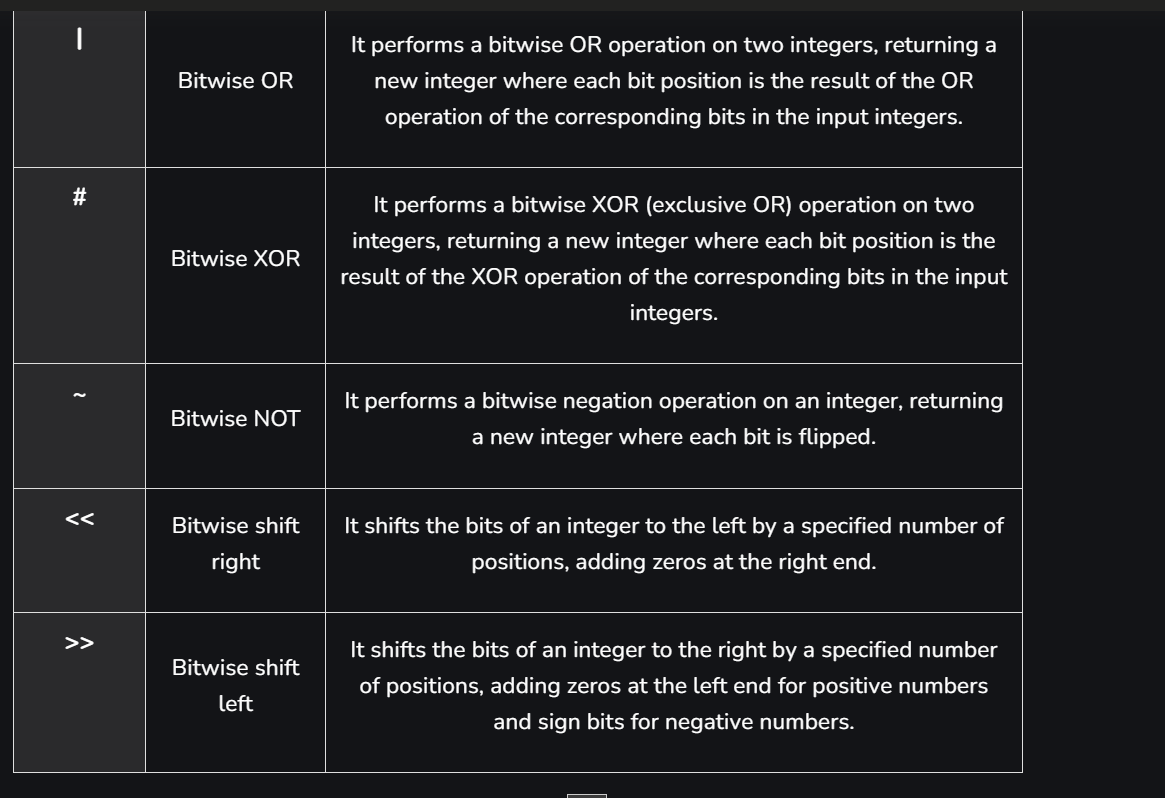 |
Bitwise OR
It performs a bitwise OR operation on two integers, returning a
new integer where each bit position is the result of the OR
operation of the corresponding bits in the input integers.
#
Bitwise XOR
It performs a bitwise XOR (exclusive OR) operation on two
integers, returning a new integer where each bit position is the
result of the XOR operation of the corresponding bits in the input
integers.
~
Bitwise NOT
It performs a bitwise negation operation on an integer, returning
a new integer where each bit is flipped.
<<
Bitwise shift
right
It shifts the bits of an integer to the left by a specified number of
positions, adding zeros at the right end.
>>
Bitwise shift
left
It shifts the bits of an integer to the right by a specified number
of positions, adding zeros at the left end for positive numbers
and sign bits for negative numbers.